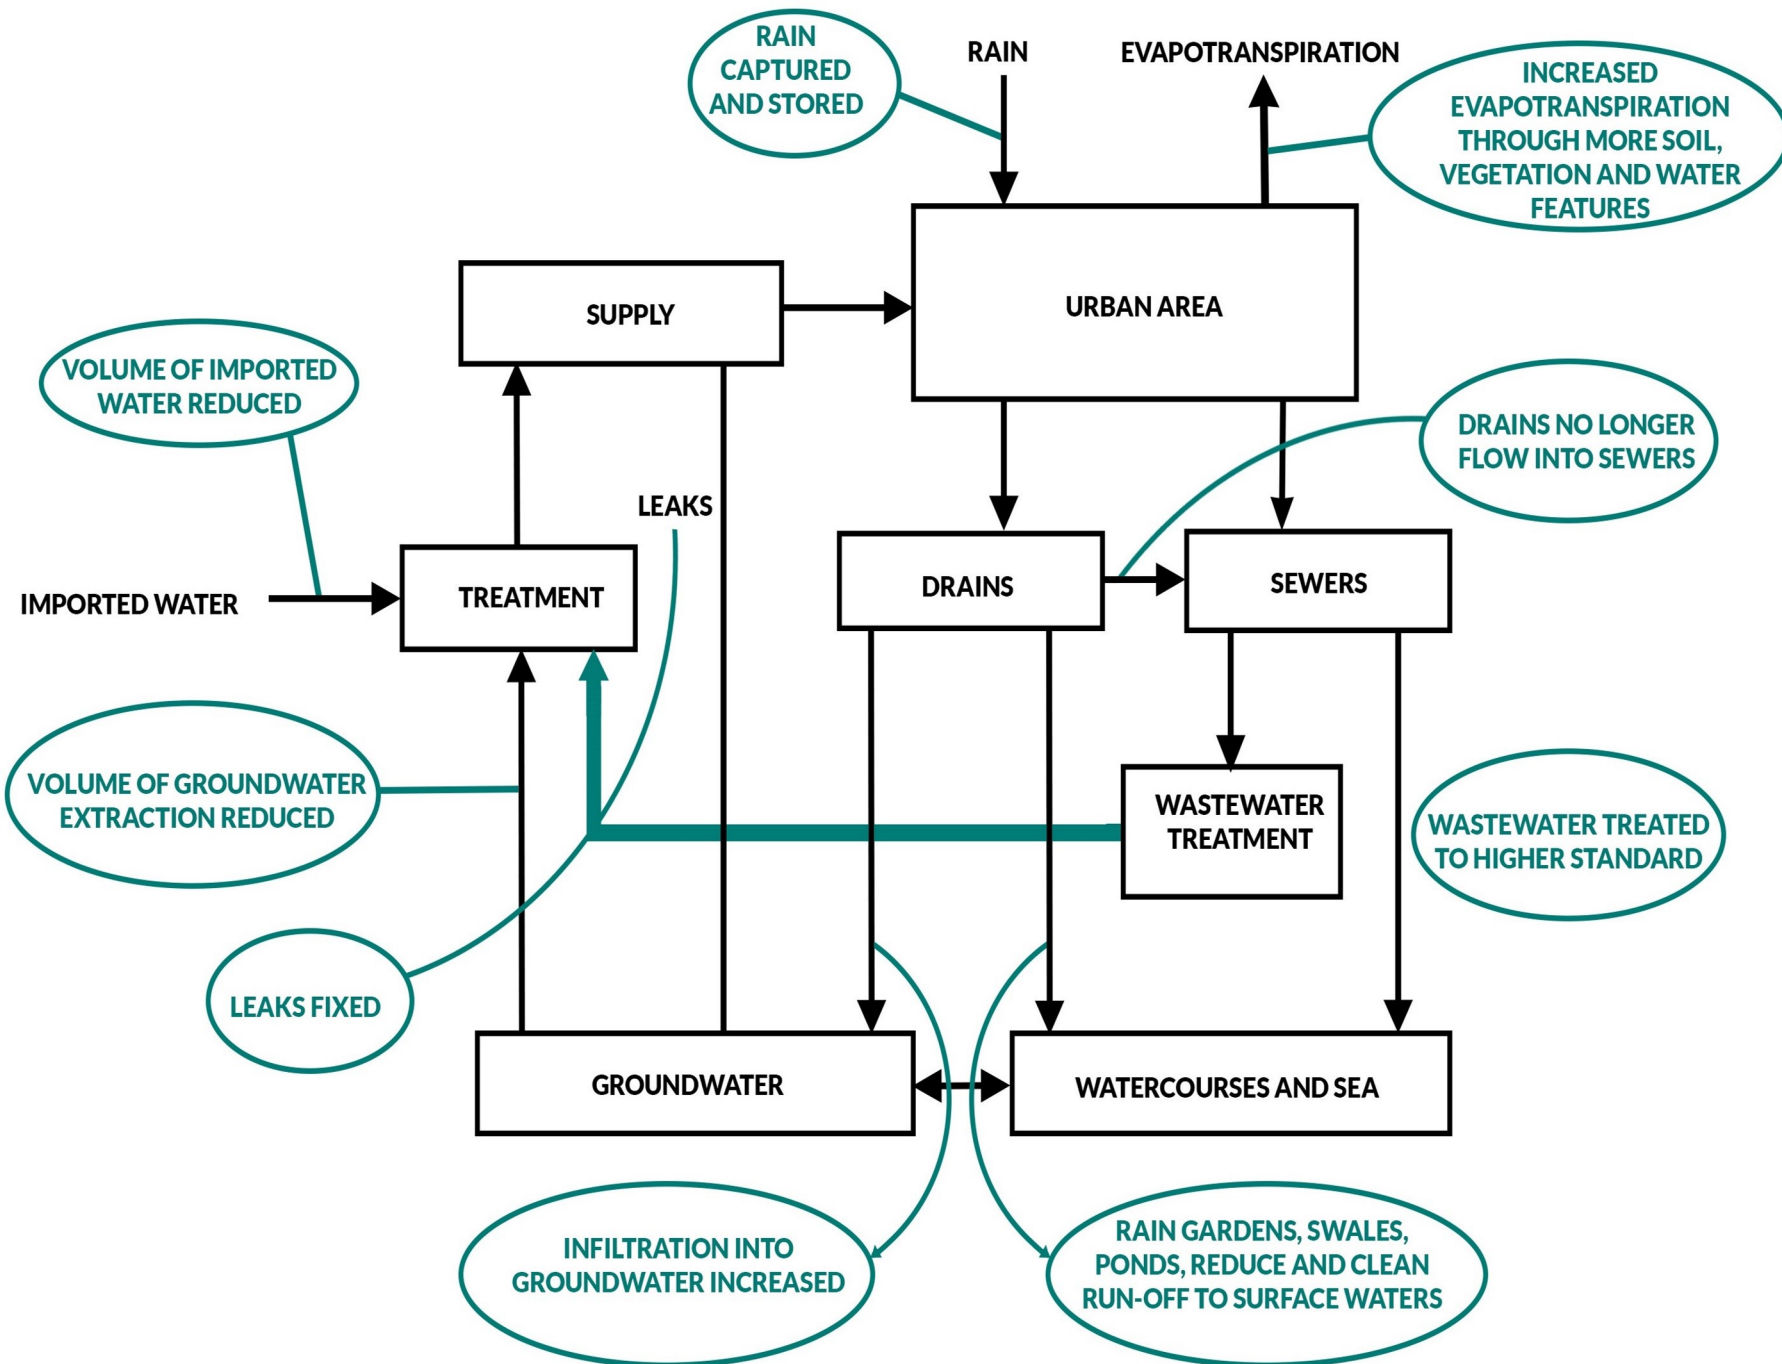 RAIN
CAPTURED
AND STORED
RAIN
EVAPOTRANSPIRATION
INCREASED
EVAPOTRANSPIRATION
THROUGH MORE SOIL,
VEGETATION AND WATER
FEATURES
SUPPLY
URBAN AREA
VOLUME OF IMPORTED
WATER REDUCED
DRAINS NO LONGER
FLOW INTO SEWERS
LEAKS
IMPORTED WATER
TREATMENT
DRAINS
SEWERS
VOLUME OF GROUNDWATER
EXTRACTION REDUCED
WASTEWATER
TREATMENT
WASTEWATER TREATED
TO HIGHER STANDARD
LEAKS FIXED
GROUNDWATER
WATERCOURSES AND SEA
INFILTRATION INTO
GROUNDWATER INCREASED
RAIN GARDENS, SWALES,
PONDS, REDUCE AND CLEAN
RUN-OFF TO SURFACE WATERS